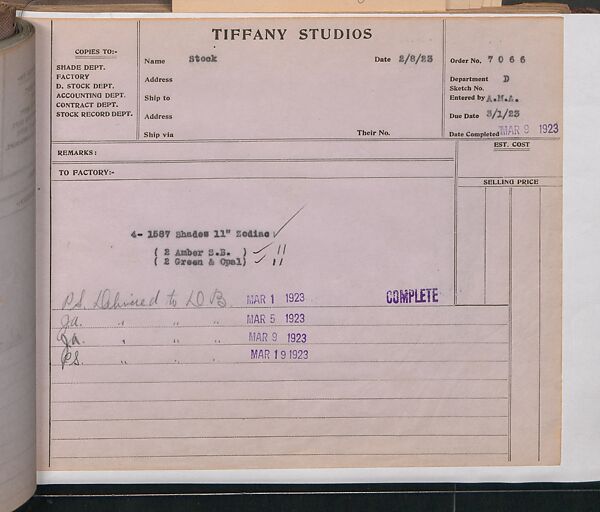 TIFFANY STUDIOS
COPIES TO:-
SHADE DEPT.
FACTORY
D. STOCK DEPT.
ACCOUNTING DEPT.
CONTRACT DEPT.
STOCK RECORD DEPT.
Name Stock Date 2/8/23
Address
Ship to
Address
Ship via Their No.
Order No. 7066
Department D
Sketch No.
Entered by A.M.A.
Due Date 3/1/23
Date Completed MAR 9 1923
REMARKS:
EST. COST
TO FACTORY:-
SELLING PRICE
4- 1587 Shades 11" Zodiac ✓
( 2 Amber S.B. ) ✓ "
( 2 Green & Opal) ✓ "
P.S. Delivered to D B MAR 1 1923 COMPLETE
Ja. " " " MAR 5 1923
Ja. " " " MAR 9 1923
P.S. " " " MAR 19 1923